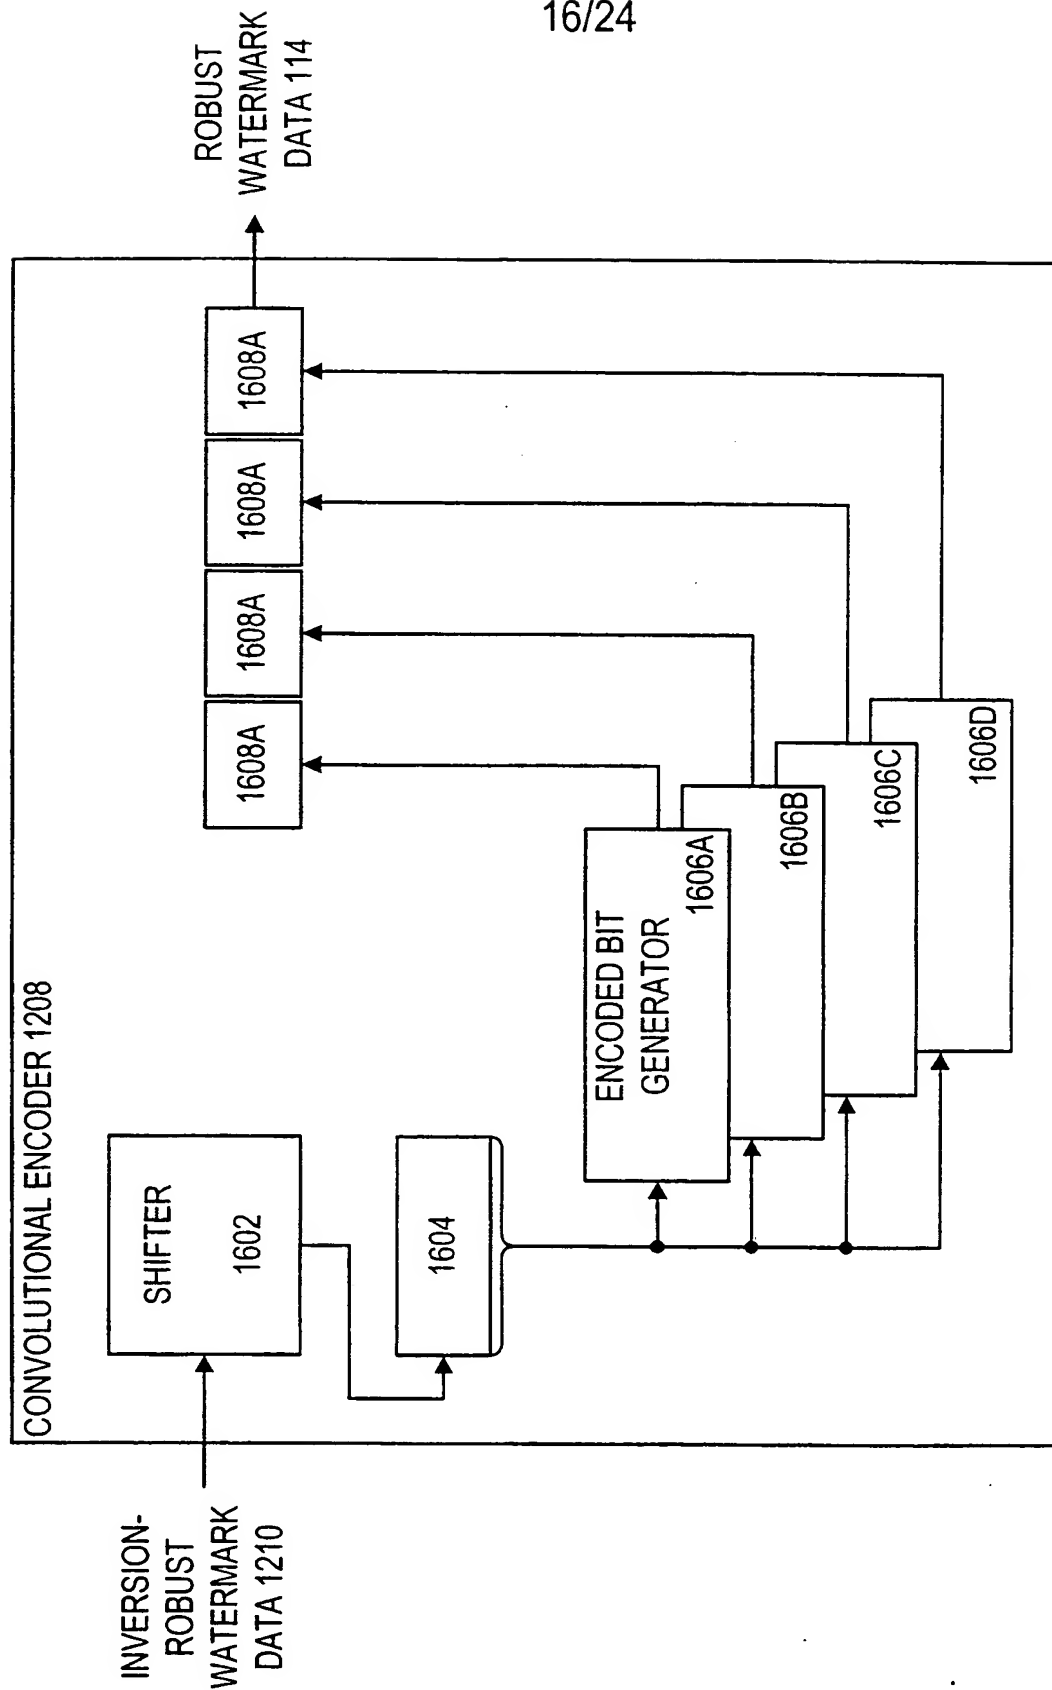 16/24
CONVOLUTIONAL ENCODER 1208
INVERSION-
ROBUST
WATERMARK
DATA 1210
SHIFTER
1602
1604
ENCODED BIT
GENERATOR
1606A
1606B
1606C
1606D
1608A
1608A
1608A
1608A
ROBUST
WATERMARK
DATA 114